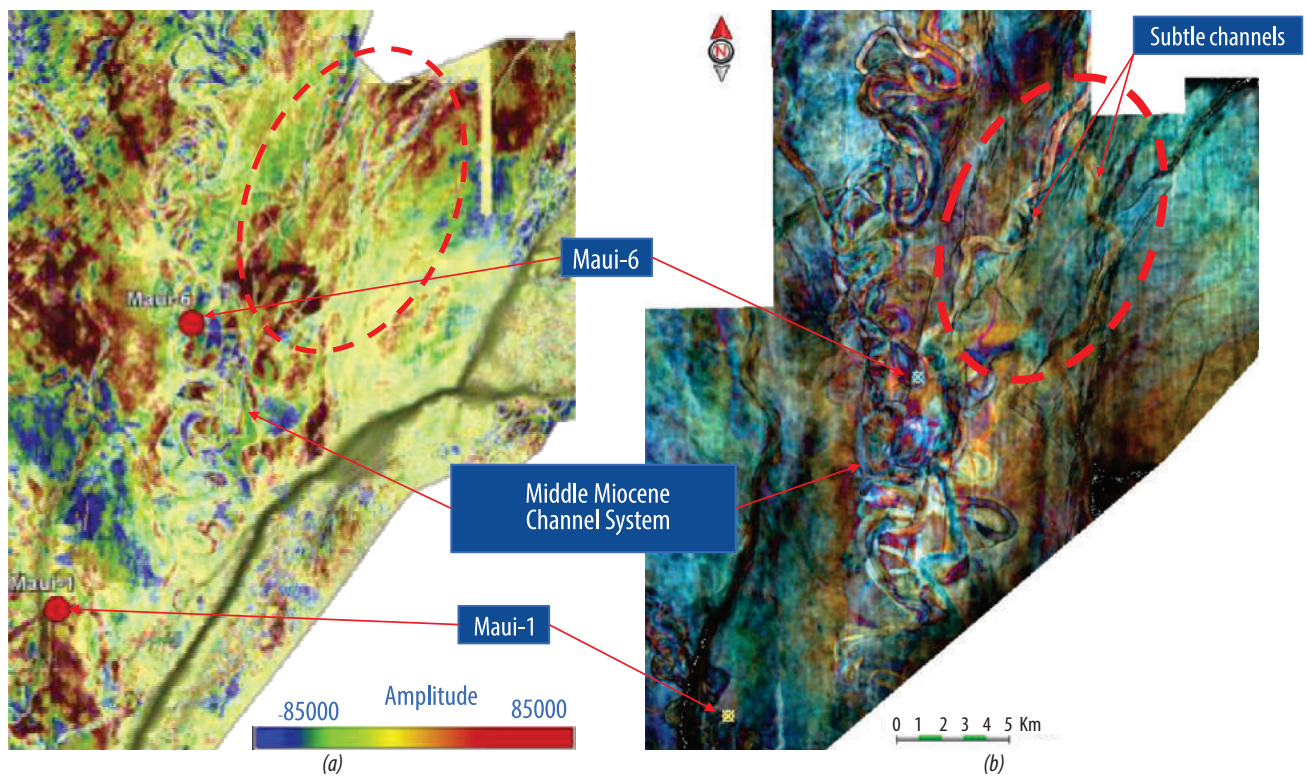 N
Subtle channels
Maui-6
Maui-6
Middle Miocene
Channel System
Maui-1
Maui-1
Amplitude
-85000
85000
0 1 2 3 4 5 Km
(a)
(b)